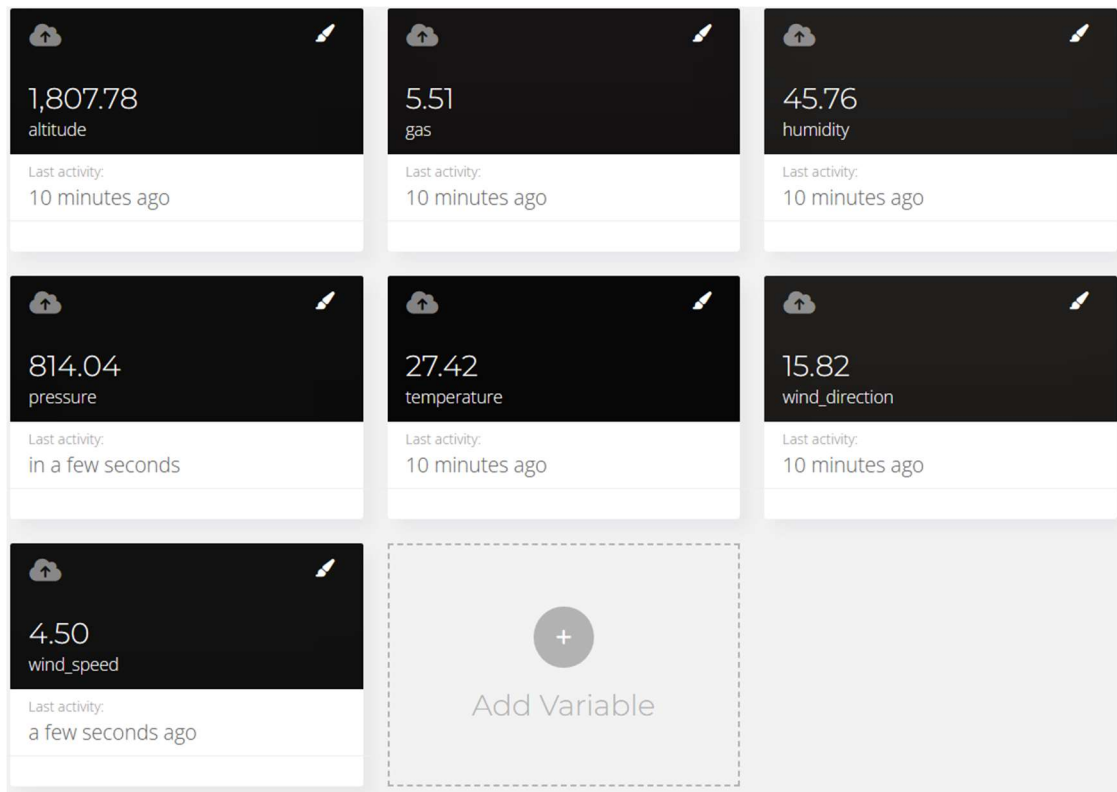 1,807.78
altitude
Last activity:
10 minutes ago
5.51
gas
Last activity:
10 minutes ago
45.76
humidity
Last activity:
10 minutes ago
814.04
pressure
Last activity:
in a few seconds
27.42
temperature
Last activity:
10 minutes ago
15.82
wind_direction
Last activity:
10 minutes ago
4.50
wind_speed
Last activity:
a few seconds ago
Add Variable